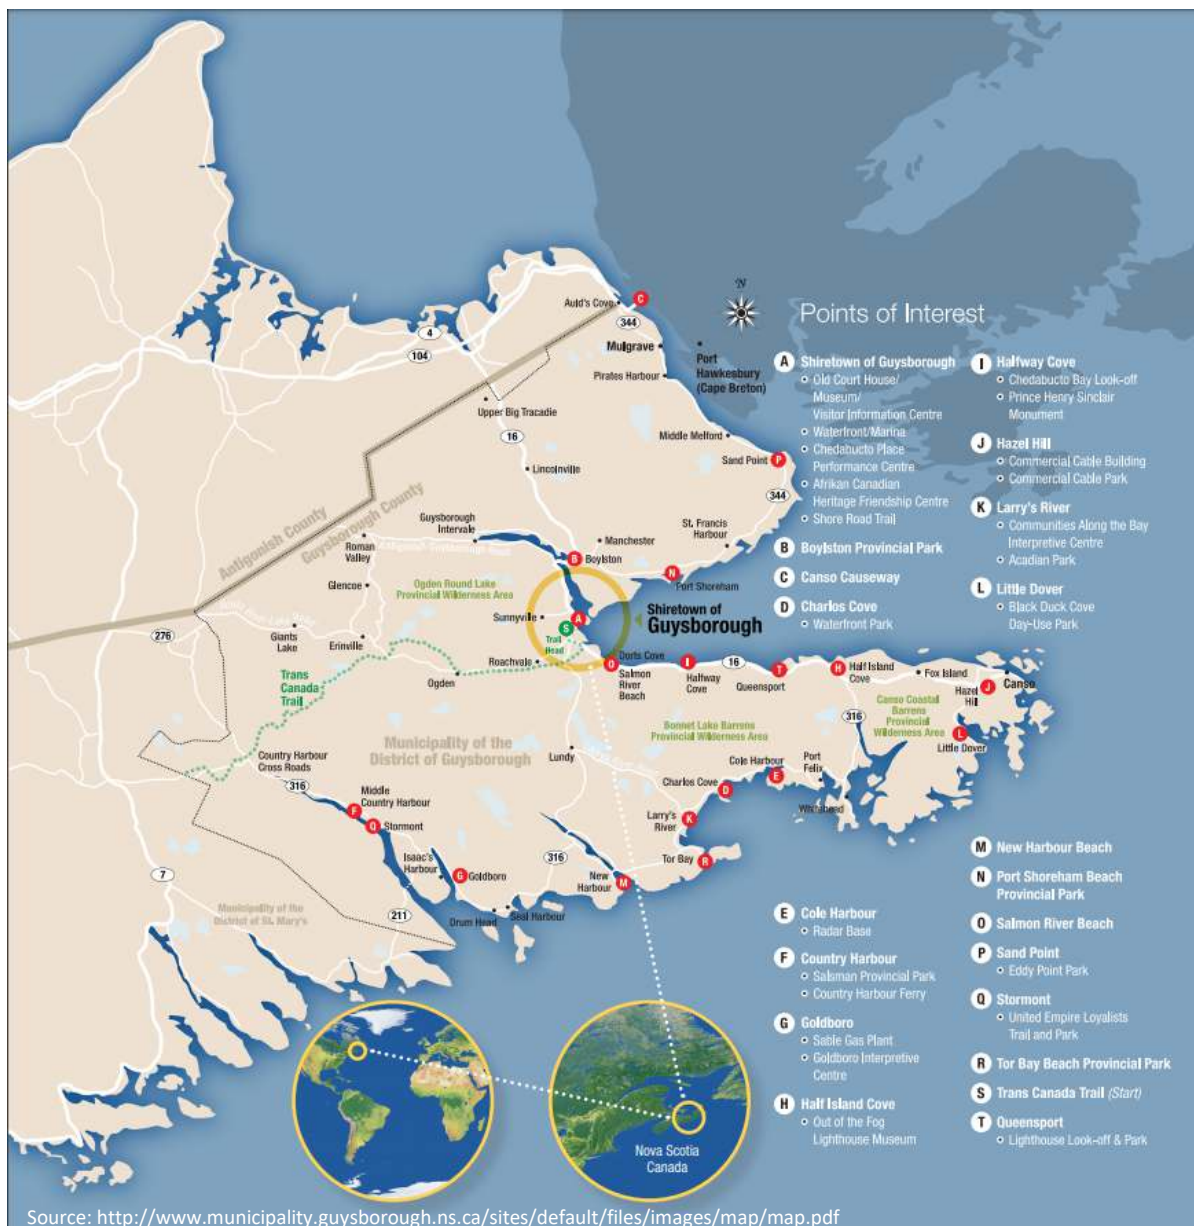 N
Points of Interest
A Shiretown of Guysborough
• Old Court House/
Museum/
Visitor Information Centre
• Waterfront/Marina
• Chedabucto Place
Performance Centre
• Afrikan Canadian
Heritage Friendship Centre
• Shore Road Trail
B Boylston Provincial Park
C Canso Causeway
D Charlos Cove
• Waterfront Park
I Halfway Cove
• Chedabucto Bay Look-off
• Prince Henry Sinclair
Monument
J Hazel Hill
• Commercial Cable Building
• Commercial Cable Park
K Larry's River
• Communities Along the Bay
Interpretive Centre
• Acadian Park
L Little Dover
• Black Duck Cove
Day-Use Park
Auld's Cove
C
344
4
104
Mulgrave
Port
Hawkesbury
(Cape Breton)
Pirates Harbour
Upper Big Tracadie
16
Middle Melford
Sand Point
P
Lincolnville
344
Antigonish County
Guysborough County
Guysborough
Intervale
St. Francis
Harbour
Roman
Valley
Manchester
B
Boylston
Glencoe
Ogden Round Lake
Provincial Wilderness Area
N
Port Shoreham
276
Giants
Lake
Erinville
Sunnyville
A
S
Trail
Head
Shiretown of
Guysborough
Roachvale
Dorts Cove
O
Salmon
River
Beach
I
Halfway
Cove
16
Queensport
T
H
Half Island
Cove
Fox Island
Hazel
Hill
J
Canso
Trans
Canada
Trail
Ogden
Canso Coastal
Barrens
Provincial
Wilderness Area
316
L
Little Dover
Bonnet Lake Barrens
Provincial Wilderness Area
Municipality of the
District of Guysborough
Lundy
Country Harbour
Cross Roads
316
Cole Harbour
E
Port
Felix
Charlos Cove
D
Whitehead
Middle
Country Harbour
F
Q
Stormont
Larry's
River
K
Tor Bay
R
Isaac's
Harbour
G
Goldboro
316
New
Harbour
M
7
Municipality of the
District of St. Mary's
211
Drum Head
Seal Harbour
E Cole Harbour
• Radar Base
F Country Harbour
• Salsman Provincial Park
• Country Harbour Ferry
G Goldboro
• Sable Gas Plant
• Goldboro Interpretive
Centre
H Half Island Cove
• Out of the Fog
Lighthouse Museum
M New Harbour Beach
N Port Shoreham Beach
Provincial Park
O Salmon River Beach
P Sand Point
• Eddy Point Park
Q Stormont
• United Empire Loyalists
Trail and Park
R Tor Bay Beach Provincial Park
S Trans Canada Trail (Start)
T Queensport
• Lighthouse Look-off & Park
Nova Scotia
Canada
Source: http://www.municipality.guysborough.ns.ca/sites/default/files/images/map/map.pdf